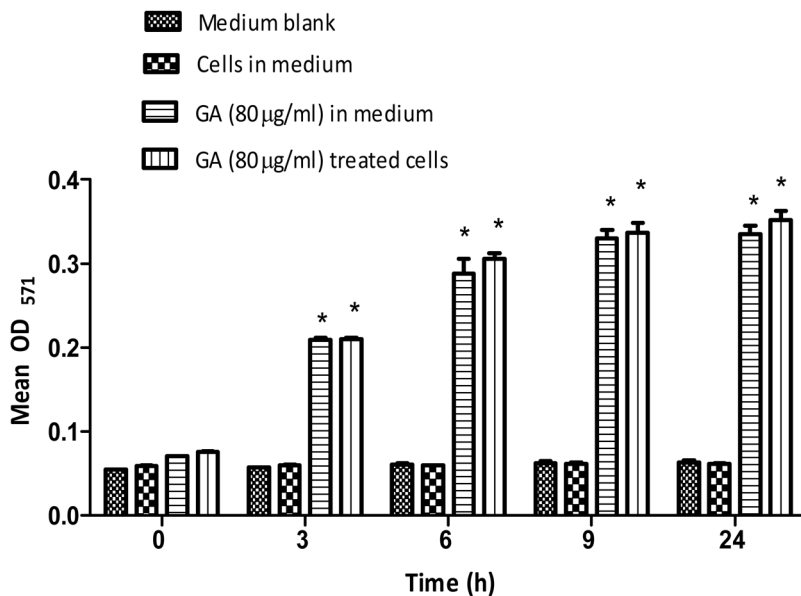 Medium blank
Cells in medium
GA (80µg/ml) in medium
GA (80µg/ml) treated cells
0.4
0.3
0.2
0.1
0.0
Mean OD 571
* *
* *
* *
* *
0 3 6 9 24
Time (h)